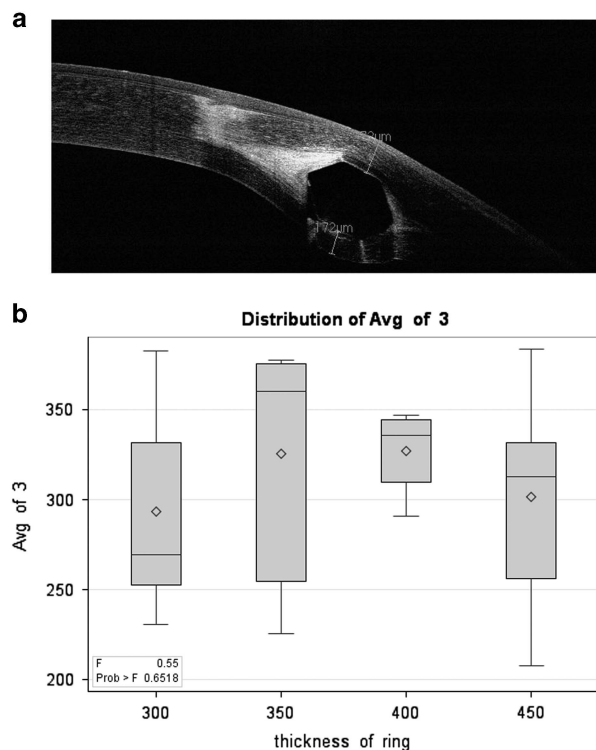 a
172µm
b
Distribution of Avg of 3
Avg of 3
350
300
250
200
F 0.55
Prob > F 0.6518
300 350 400 450
thickness of ring